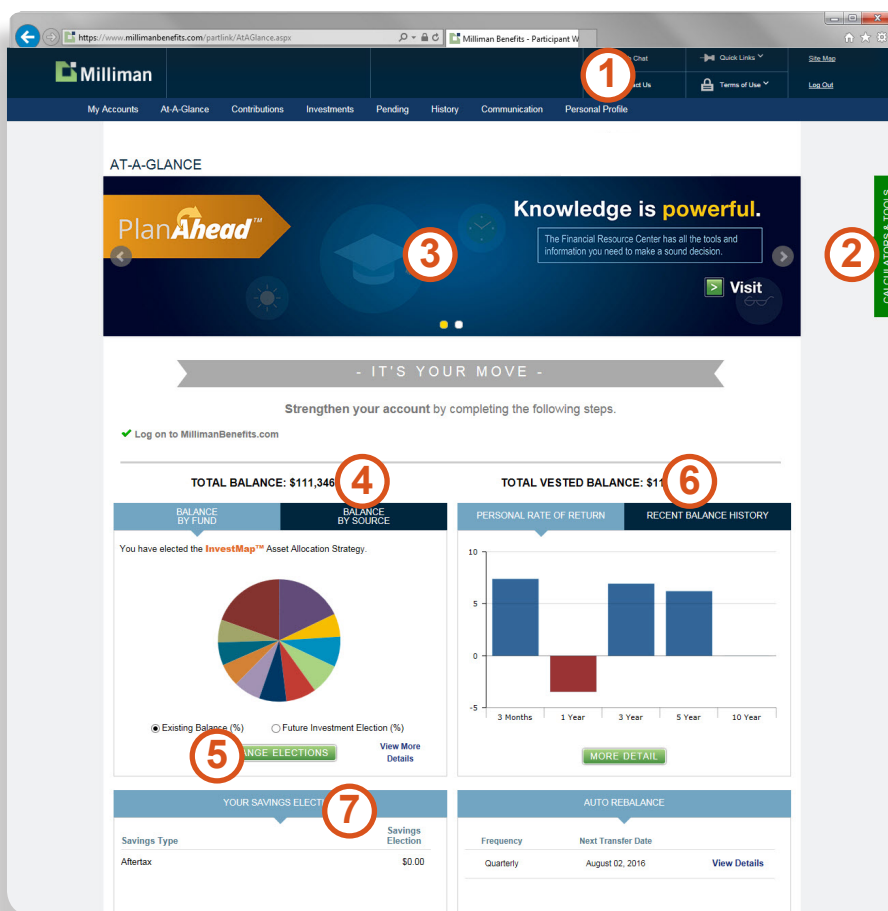 https://www.millimanbenefits.com/partlink/AtAGlance.aspx
Milliman Benefits - Participant W
Milliman
Chat
Quick Links
Site Map
1
Us
Terms of Use
Log Out
My Accounts At-A-Glance Contributions Investments Pending History Communication Personal Profile
AT-A-GLANCE
CALCULATORS & TOOLS
PlanAhead™
Knowledge is powerful.
The Financial Resource Center has all the tools and
information you need to make a sound decision.
3
2
> Visit
- IT'S YOUR MOVE -
Strengthen your account by completing the following steps.
Log on to MillimanBenefits.com
TOTAL BALANCE: $111,346
4
TOTAL VESTED BALANCE: $11
6
BALANCE
BY FUND
BALANCE
BY SOURCE
PERSONAL RATE OF RETURN
RECENT BALANCE HISTORY
You have elected the InvestMap™ Asset Allocation Strategy.
10
5
0
-5
3 Months 1 Year 3 Year 5 Year 10 Year
Existing Balance (%) Future Investment Election (%)
5
ELECTIONS
View More
Details
MORE DETAIL
YOUR SAVINGS
7
AUTO REBALANCE
Savings Type
Savings
Election
Frequency Next Transfer Date
Aftertax $0.00
Quarterly August 02, 2016 View Details